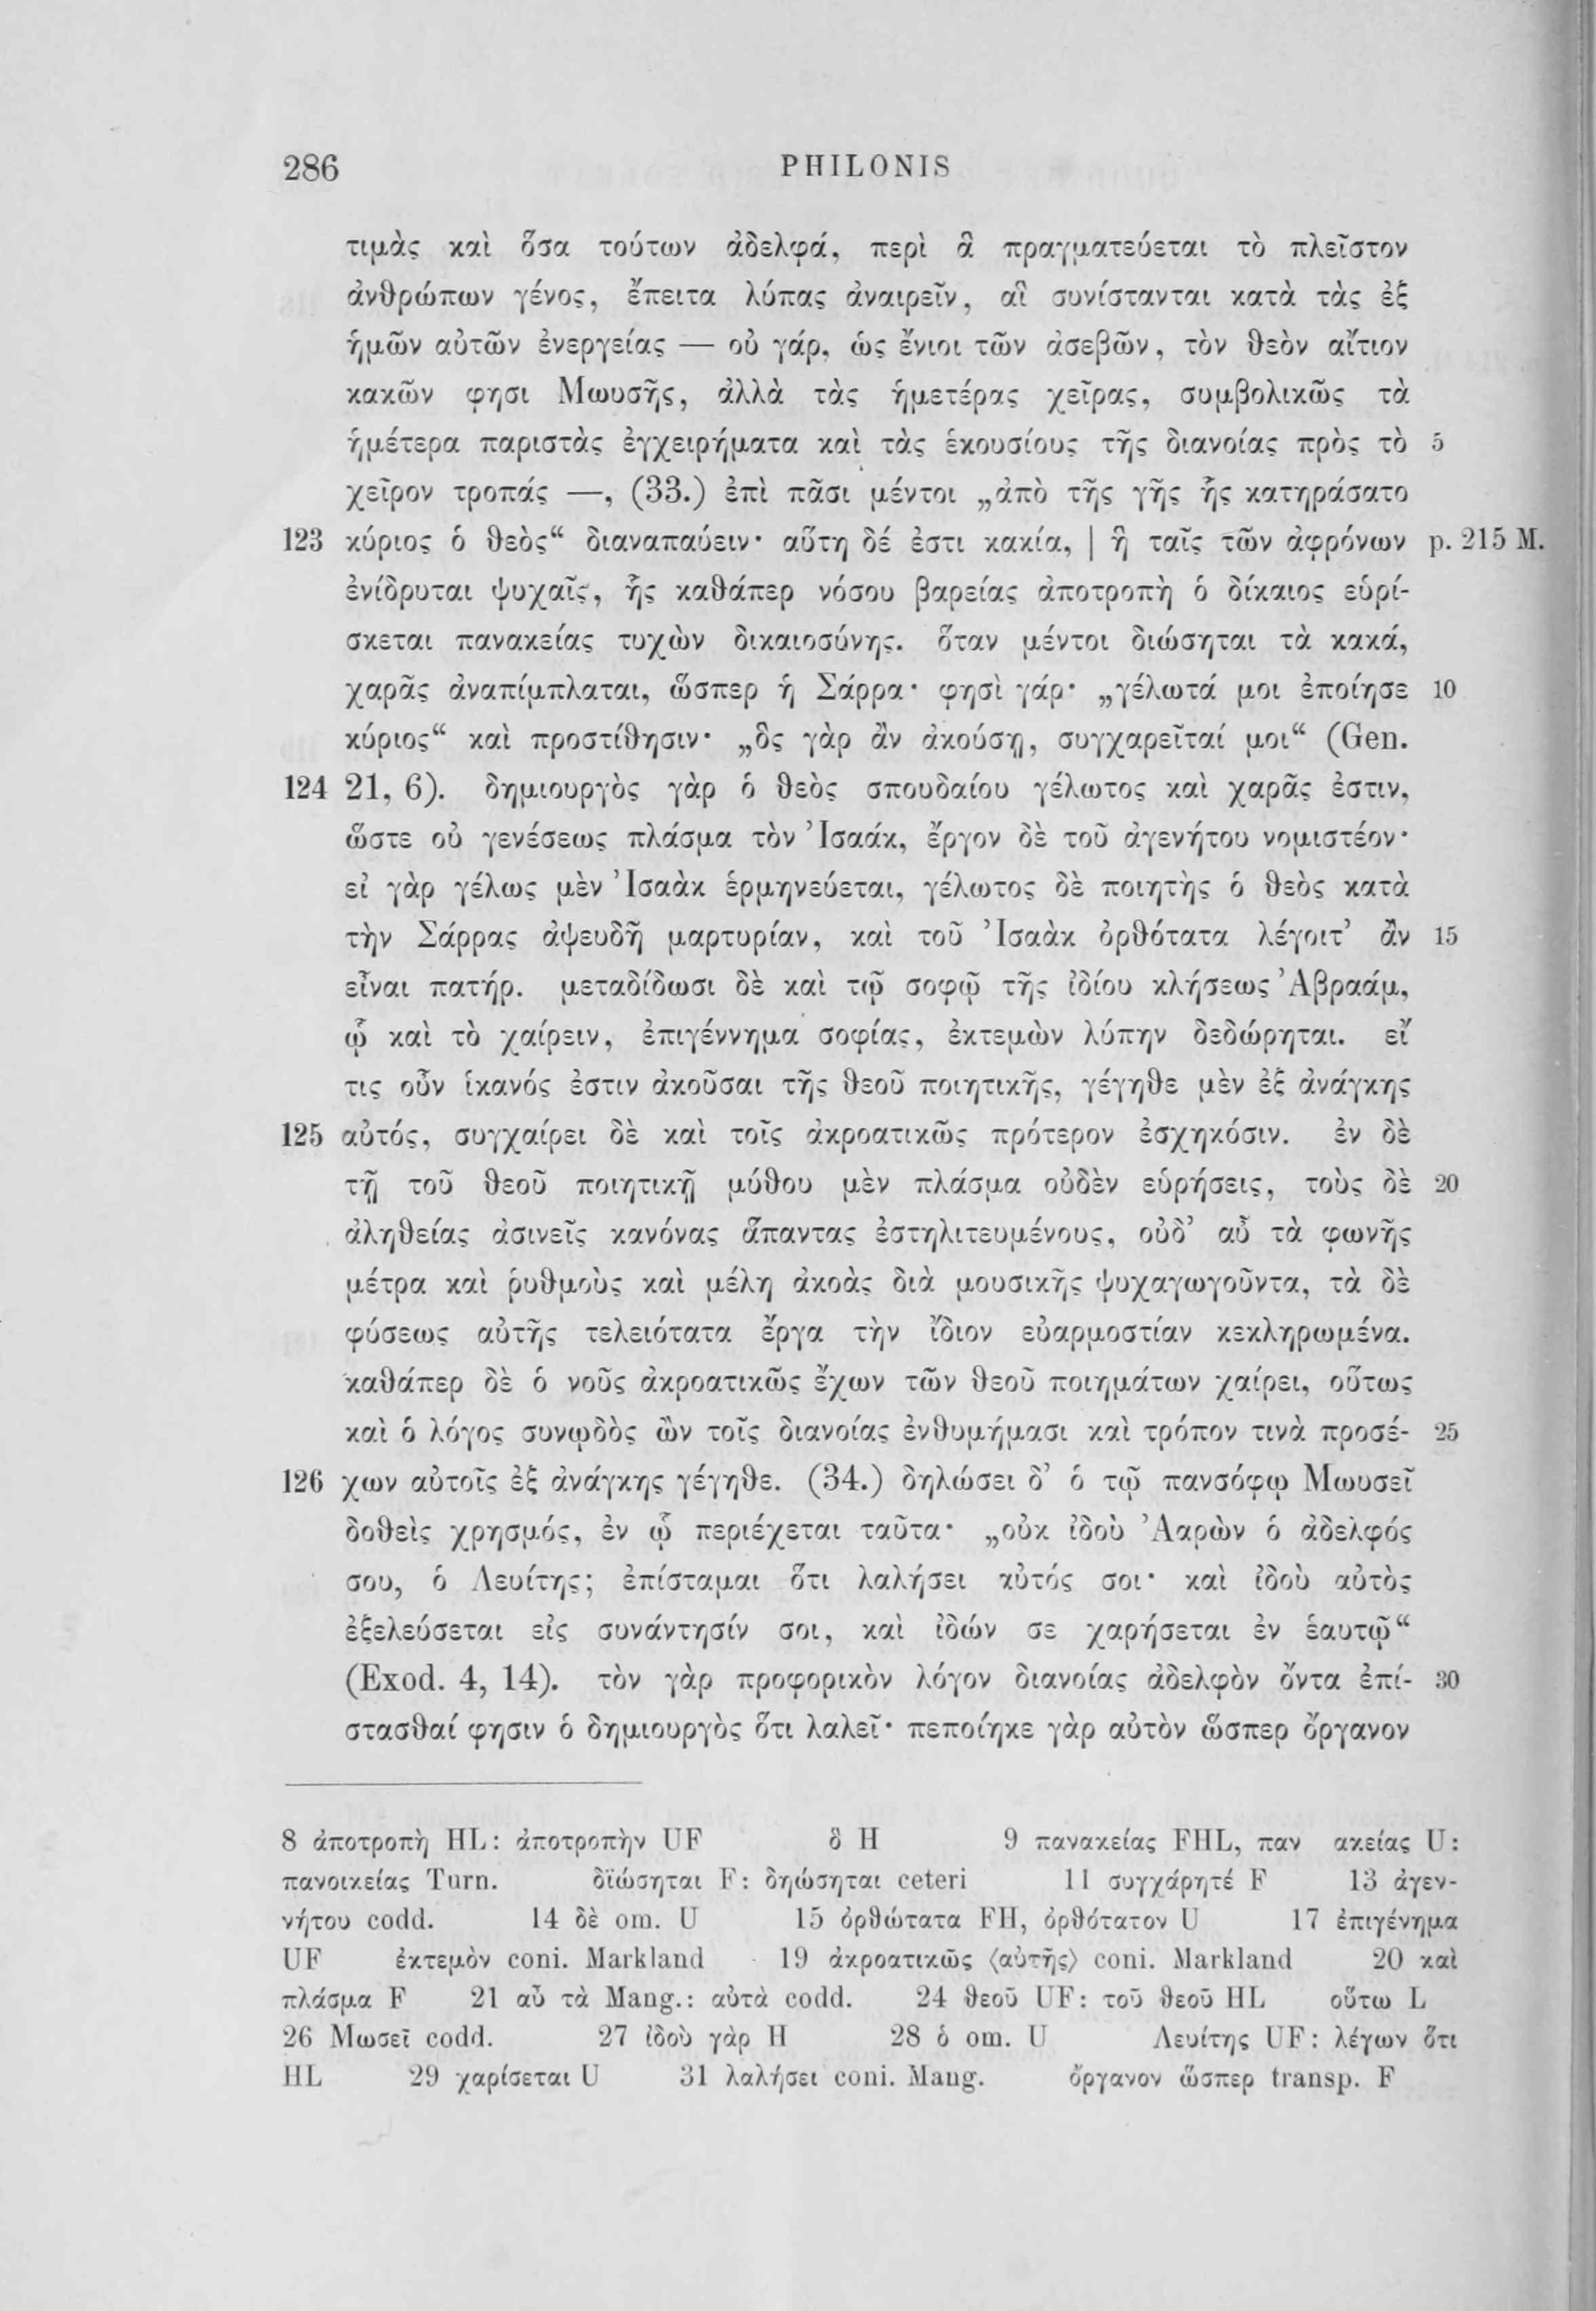 286 PHILONIS
τιμὰς καὶ ὅσα τούτων ἀδελφά, περὶ ἃ πραγματεύεται τὸ πλεῖστον
ἀνθρώπων γένος, ἔπειτα λύπας ἀναιρεῖν, αἳ συνίστανται κατὰ τὰς ἐξ
ἡμῶν αὐτῶν ἐνεργείας — οὐ γάρ, ὡς ἔνιοι τῶν ἀσεβῶν, τὸν θεὸν αἴτιον
κακῶν φησι Μωυσῆς, ἀλλὰ τὰς ἡμετέρας χεῖρας, συμβολικῶς τὰ
ἡμέτερα παριστὰς ἐγχειρήματα καὶ τὰς ἑκουσίους τῆς διανοίας πρὸς τὸ 5
χεῖρον τροπάς —, (33.) ἐπὶ πᾶσι μέντοι „ἀπὸ τῆς γῆς ἧς κατηράσατο
123 κύριος ὁ θεὸς“ διαναπαύειν· αὕτη δέ ἐστι κακία, | ἣ ταῖς τῶν ἀφρόνων p. 215 M.
ἐνίδρυται ψυχαῖς, ἧς καθάπερ νόσου βαρείας ἀποτροπὴ ὁ δίκαιος εὑρί-
σκεται πανακείας τυχὼν δικαιοσύνης. ὅταν μέντοι διώσηται τὰ κακά,
χαρᾶς ἀναπίμπλαται, ὥσπερ ἡ Σάρρα· φησὶ γάρ· „γέλωτά μοι ἐποίησε 10
κύριος“ καὶ προστίθησιν· „ὃς γὰρ ἂν ἀκούσῃ, συγχαρεῖταί μοι“ (Gen.
124 21, 6). δημιουργὸς γὰρ ὁ θεὸς σπουδαίου γέλωτος καὶ χαρᾶς ἐστιν,
ὥστε οὐ γενέσεως πλάσμα τὸν Ἰσαάκ, ἔργον δὲ τοῦ ἀγενήτου νομιστέον·
εἰ γὰρ γέλως μὲν Ἰσαὰκ ἑρμηνεύεται, γέλωτος δὲ ποιητὴς ὁ θεὸς κατὰ
τὴν Σάρρας ἀψευδῆ μαρτυρίαν, καὶ τοῦ Ἰσαὰκ ὀρθότατα λέγοιτ’ ἂν 15
εἶναι πατήρ. μεταδίδωσι δὲ καὶ τῷ σοφῷ τῆς ἰδίου κλήσεως Ἀβραάμ,
ᾧ καὶ τὸ χαίρειν, ἐπιγέννημα σοφίας, ἐκτεμὼν λύπην δεδώρηται. εἴ
τις οὖν ἱκανός ἐστιν ἀκοῦσαι τῆς θεοῦ ποιητικῆς, γέγηθε μὲν ἐξ ἀνάγκης
125 αὐτός, συγχαίρει δὲ καὶ τοῖς ἀκροατικῶς πρότερον ἐσχηκόσιν. ἐν δὲ
τῇ τοῦ θεοῦ ποιητικῇ μύθου μὲν πλάσμα οὐδὲν εὑρήσεις, τοὺς δὲ 20
ἀληθείας ἀσινεῖς κανόνας ἅπαντας ἐστηλιτευμένους, οὐδ’ αὖ τὰ φωνῆς
μέτρα καὶ ῥυθμοὺς καὶ μέλη ἀκοὰς διὰ μουσικῆς ψυχαγωγοῦντα, τὰ δὲ
φύσεως αὐτῆς τελειότατα ἔργα τὴν ἴδιον εὐαρμοστίαν κεκληρωμένα.
καθάπερ δὲ ὁ νοῦς ἀκροατικῶς ἔχων τῶν θεοῦ ποιημάτων χαίρει, οὕτως
καὶ ὁ λόγος συνῳδὸς ὢν τοῖς διανοίας ἐνθυμήμασι καὶ τρόπον τινὰ προσέ- 25
126 χων αὐτοῖς ἐξ ἀνάγκης γέγηθε. (34.) δηλώσει δ’ ὁ τῷ πανσόφῳ Μωυσεῖ
δοθεὶς χρησμός, ἐν ᾧ περιέχεται ταῦτα· „οὐκ ἰδοὺ Ἀαρὼν ὁ ἀδελφός
σου, ὁ Λευίτης; ἐπίσταμαι ὅτι λαλήσει αὐτός σοι· καὶ ἰδοὺ αὐτὸς
ἐξελεύσεται εἰς συνάντησίν σοι, καὶ ἰδών σε χαρήσεται ἐν ἑαυτῷ“
(Exod. 4, 14). τὸν γὰρ προφορικὸν λόγον διανοίας ἀδελφὸν ὄντα ἐπί- 30
στασθαί φησιν ὁ δημιουργὸς ὅτι λαλεῖ· πεποίηκε γὰρ αὐτὸν ὥσπερ ὄργανον
8 ἀποτροπὴ HL: ἀποτροπὴν UF ὃ H 9 πανακείας FHL, παν ακείας U:
πανοικείας Turn. διώσηται F: δηώσηται ceteri 11 συγχάρητέ F 13 ἀγεν-
νήτου codd. 14 δὲ om. U 15 ὀρθώτατα FH, ὀρθότατον U 17 ἐπιγένημα
UF ἐκτεμὸν coni. Markland 19 ἀκροατικῶς ⟨αὐτῆς⟩ coni. Markland 20 καὶ
πλάσμα F 21 αὖ τὰ Mang.: αὐτὰ codd. 24 θεοῦ UF: τοῦ θεοῦ HL οὕτω L
26 Μωσεῖ codd. 27 ἰδοὺ γὰρ H 28 ὁ om. U Λευίτης UF: λέγων ὅτι
HL 29 χαρίσεται U 31 λαλήσει coni. Mang. ὄργανον ὥσπερ transp. F